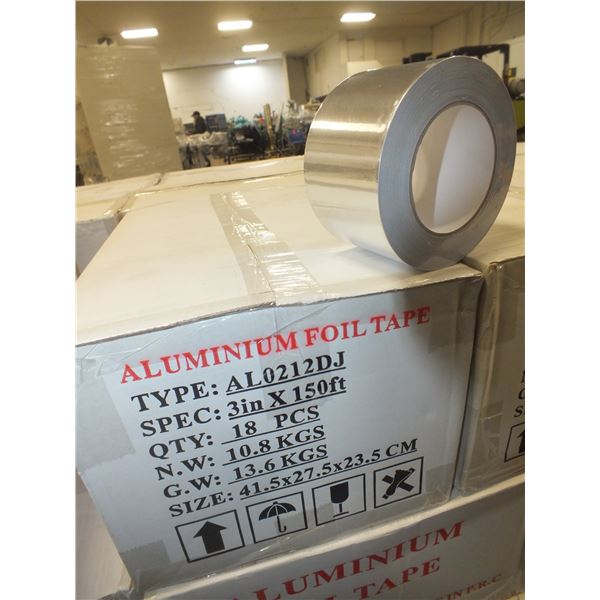 ALUMINIUM FOIL TAPE
TYPE: AL0212DJ
SPEC: 3in X 150ft
QTY: 18 PCS
N.W: 10.8 KGS
G.W: 13.6 KGS
SIZE: 41.5x27.5x23.5 CM
ALUMINIUM
TAPE
IN P.R.C